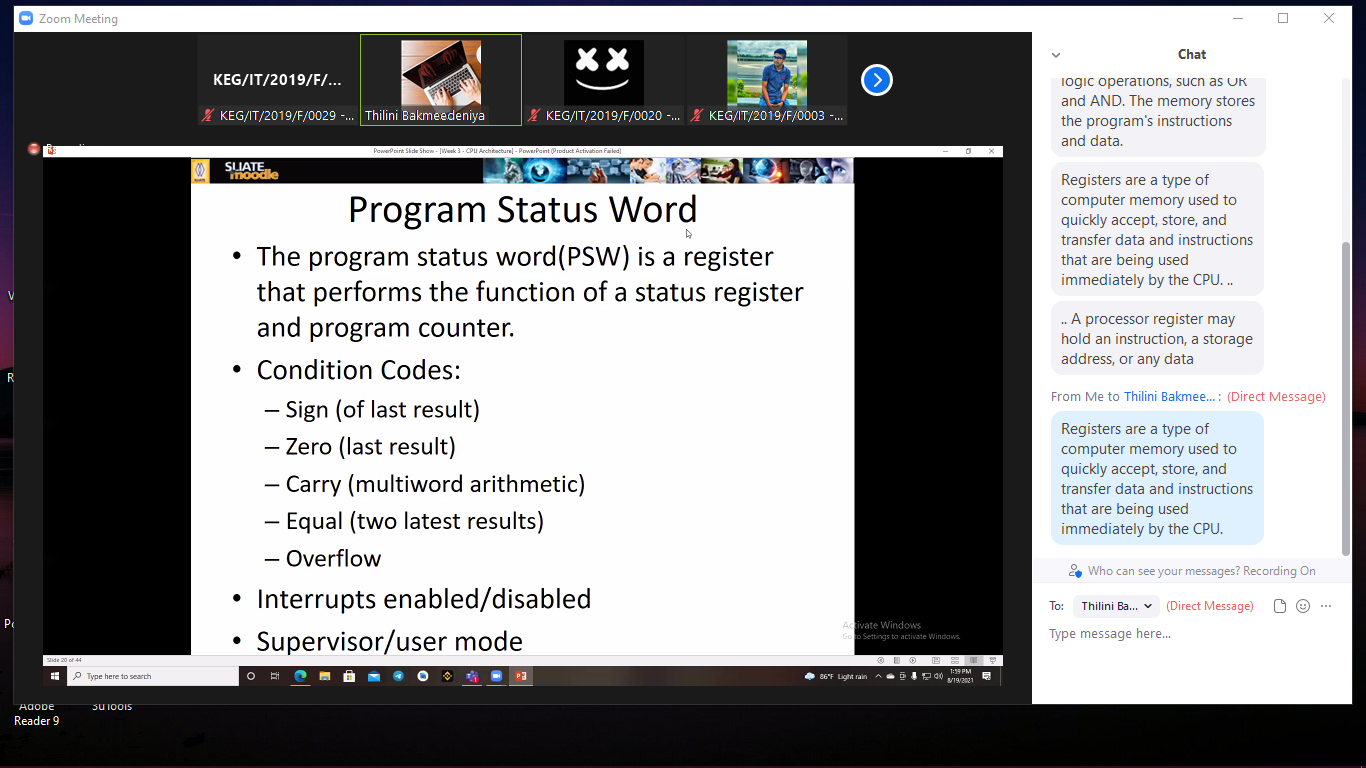 Zoom Meeting
KEG/IT/2019/F/...
KEG/IT/2019/F/0029 -...
Thilini Bakmeedeniya
KEG/IT/2019/F/0020 -...
KEG/IT/2019/F/0003 -...
PowerPoint Slide Show - [Week 3 - CPU Architecture] - PowerPoint (Product Activation Failed)
SLIATE
moodle
Program Status Word
• The program status word(PSW) is a register
that performs the function of a status register
and program counter.
• Condition Codes:
– Sign (of last result)
– Zero (last result)
– Carry (multiword arithmetic)
– Equal (two latest results)
– Overflow
• Interrupts enabled/disabled
• Supervisor/user mode
Activate Windows
Go to Settings to activate Windows.
Slide 20 of 44
Type here to search
86°F Light rain
1:59 PM
8/19/2021
Adobe
Reader 9
3uTools
Chat
logic operations, such as OR
and AND. The memory stores
the program's instructions
and data.
Registers are a type of
computer memory used to
quickly accept, store, and
transfer data and instructions
that are being used
immediately by the CPU. ..
.. A processor register may
hold an instruction, a storage
address, or any data
From Me to Thilini Bakmee... : (Direct Message)
Registers are a type of
computer memory used to
quickly accept, store, and
transfer data and instructions
that are being used
immediately by the CPU.
Who can see your messages? Recording On
To: Thilini Ba... (Direct Message)
Type message here...